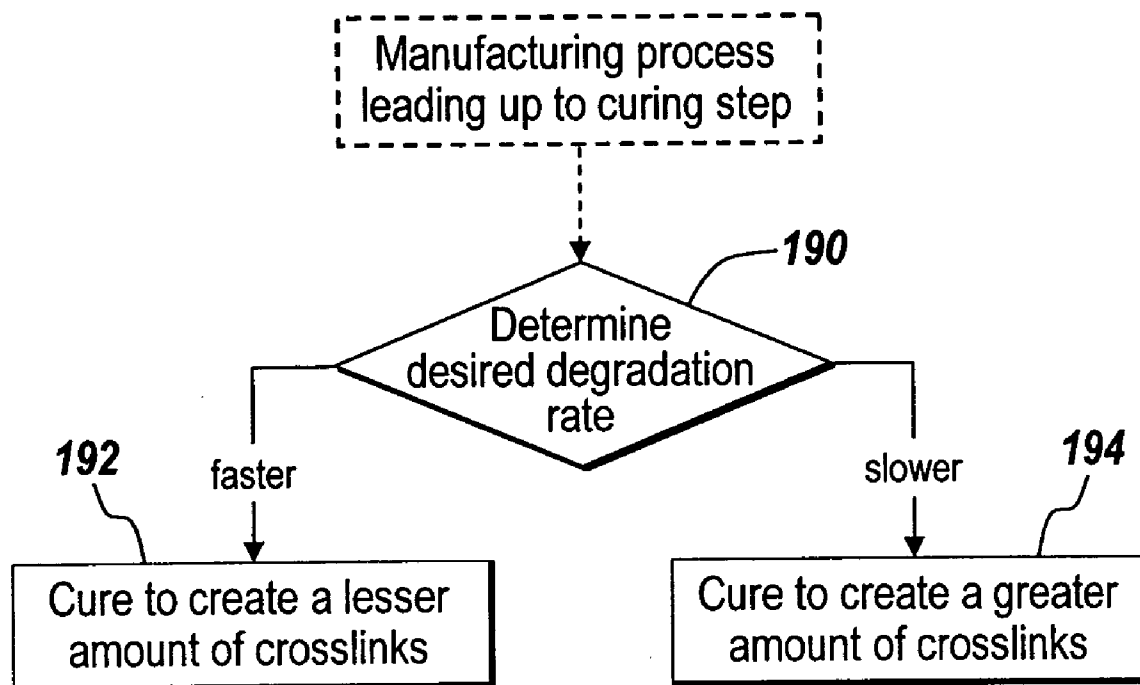 Manufacturing process
leading up to curing step
190
Determine
desired degradation
rate
192
faster
slower
194
Cure to create a lesser
amount of crosslinks
Cure to create a greater
amount of crosslinks